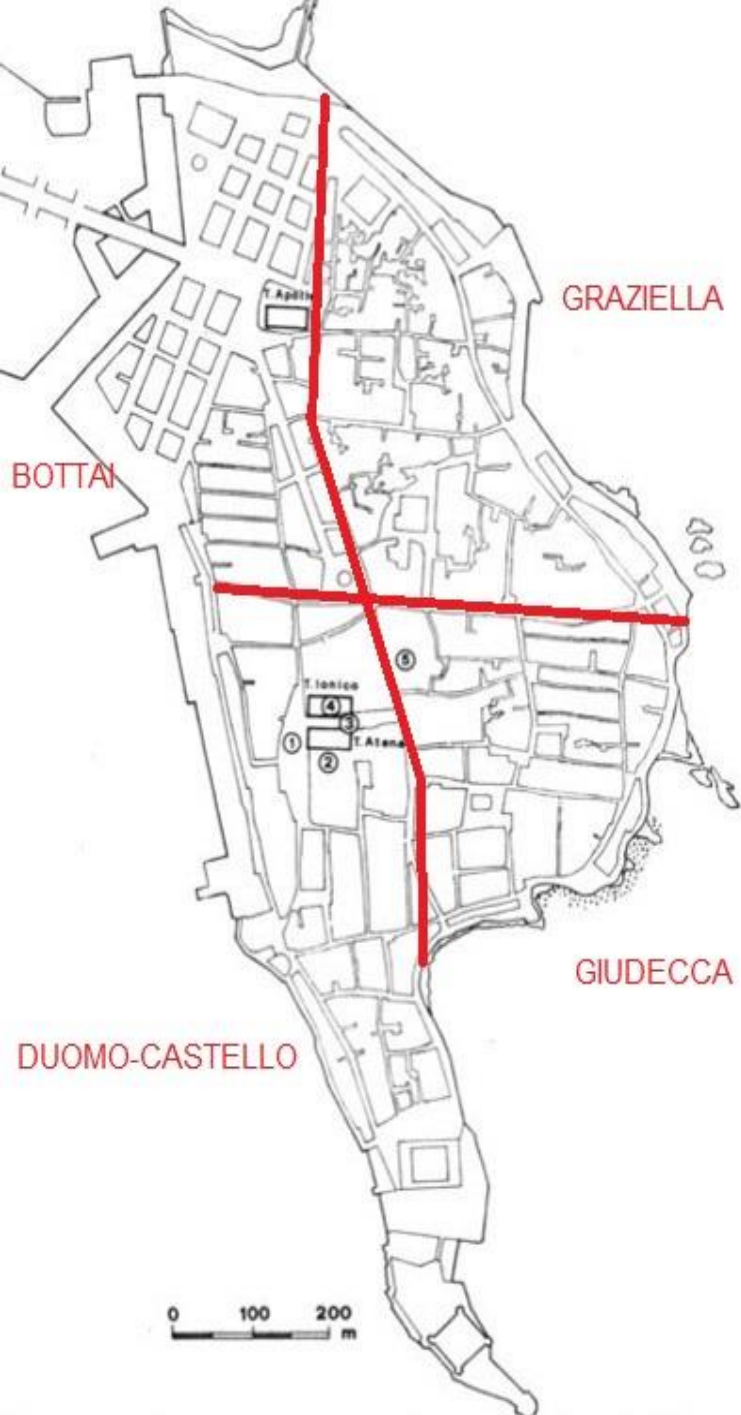 T. Apollo
GRAZIELLA
BOTTAI
5
T. Ionico
4
3
1
T. Atena
2
GIUDECCA
DUOMO-CASTELLO
0 100 200
m